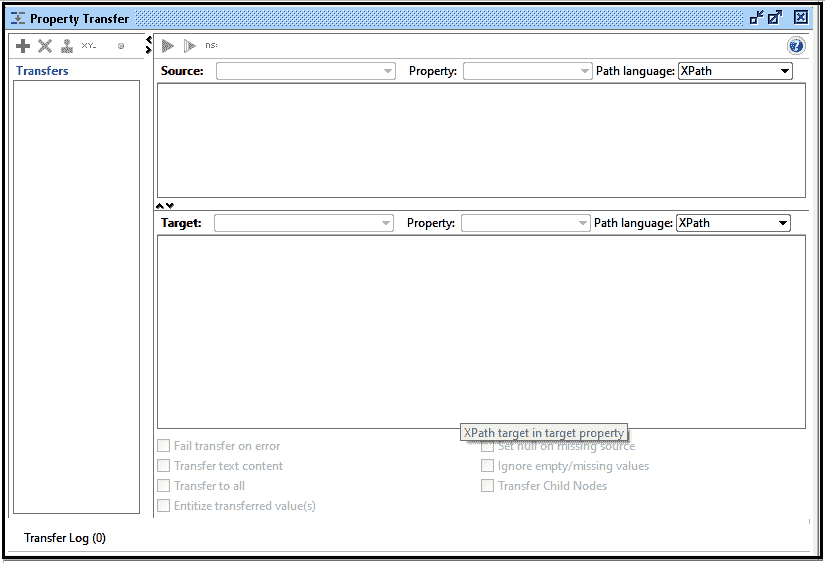 Property Transfer
XY=
ns:
Transfers
Source: Property: Path language: XPath
Target: Property: Path language: XPath
XPath target in target property
Fail transfer on error Set null on missing source
Transfer text content Ignore empty/missing values
Transfer to all Transfer Child Nodes
Entitize transferred value(s)
Transfer Log (0)